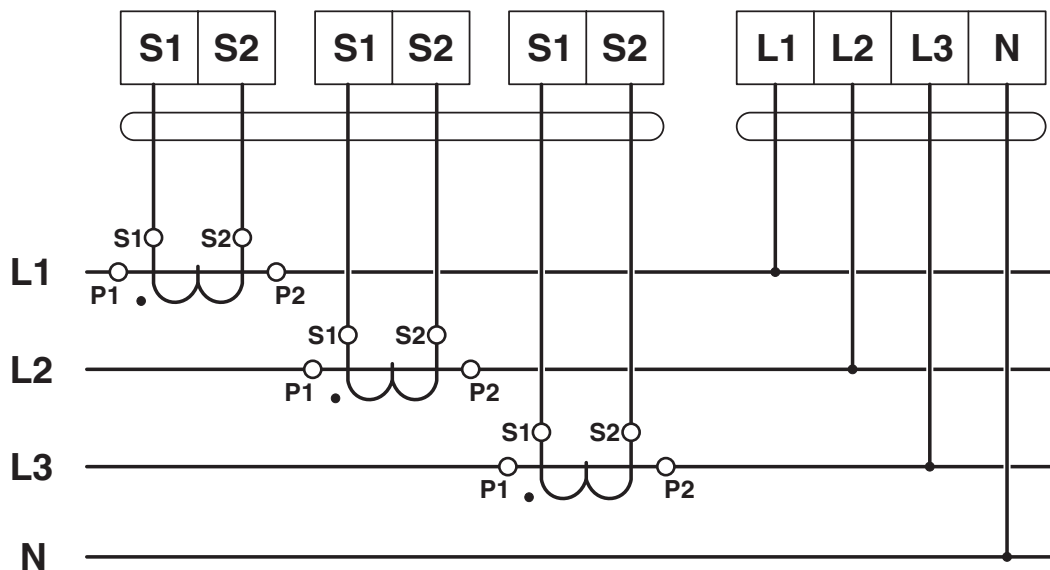 S1 S2 S1 S2 S1 S2 L1 L2 L3 N
S1 S2
L1
P1 P2
S1 S2
L2
P1 P2
S1 S2
L3
P1 P2
N